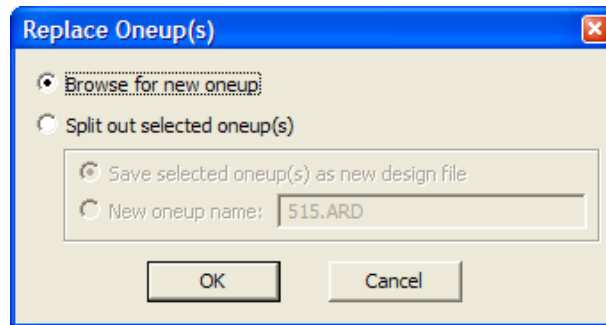 Replace Oneup(s)
Browse for new oneup
Split out selected oneup(s)
Save selected oneup(s) as new design file
New oneup name: 515.ARD
OK Cancel